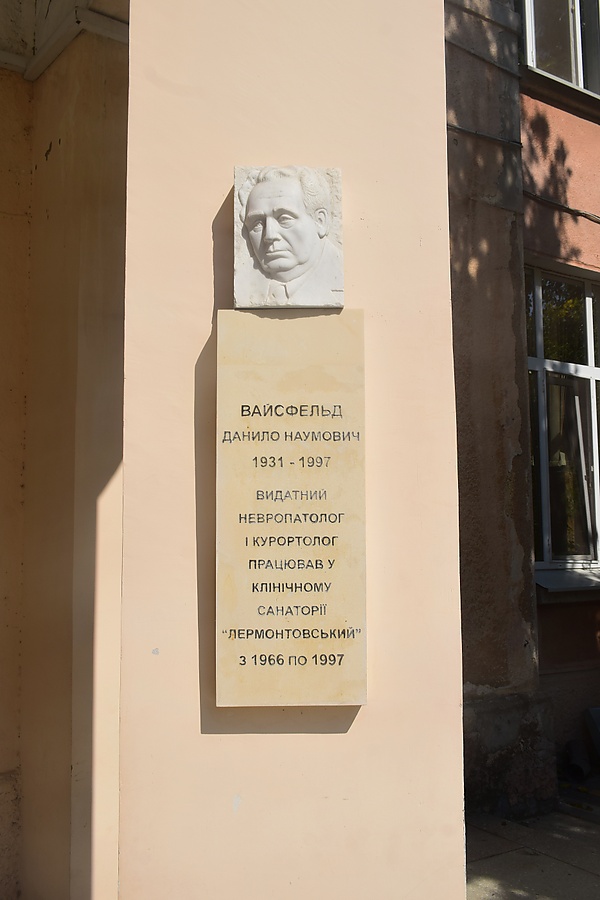 ВАЙСФЕЛЬД
ДАНИЛО НАУМОВИЧ
1931 - 1997
ВИДАТНИЙ
НЕВРОПАТОЛОГ
І КУРОРТОЛОГ
ПРАЦЮВАВ У
КЛІНІЧНОМУ
САНАТОРІЇ
“ЛЕРМОНТОВСЬКИЙ”
З 1966 ПО 1997